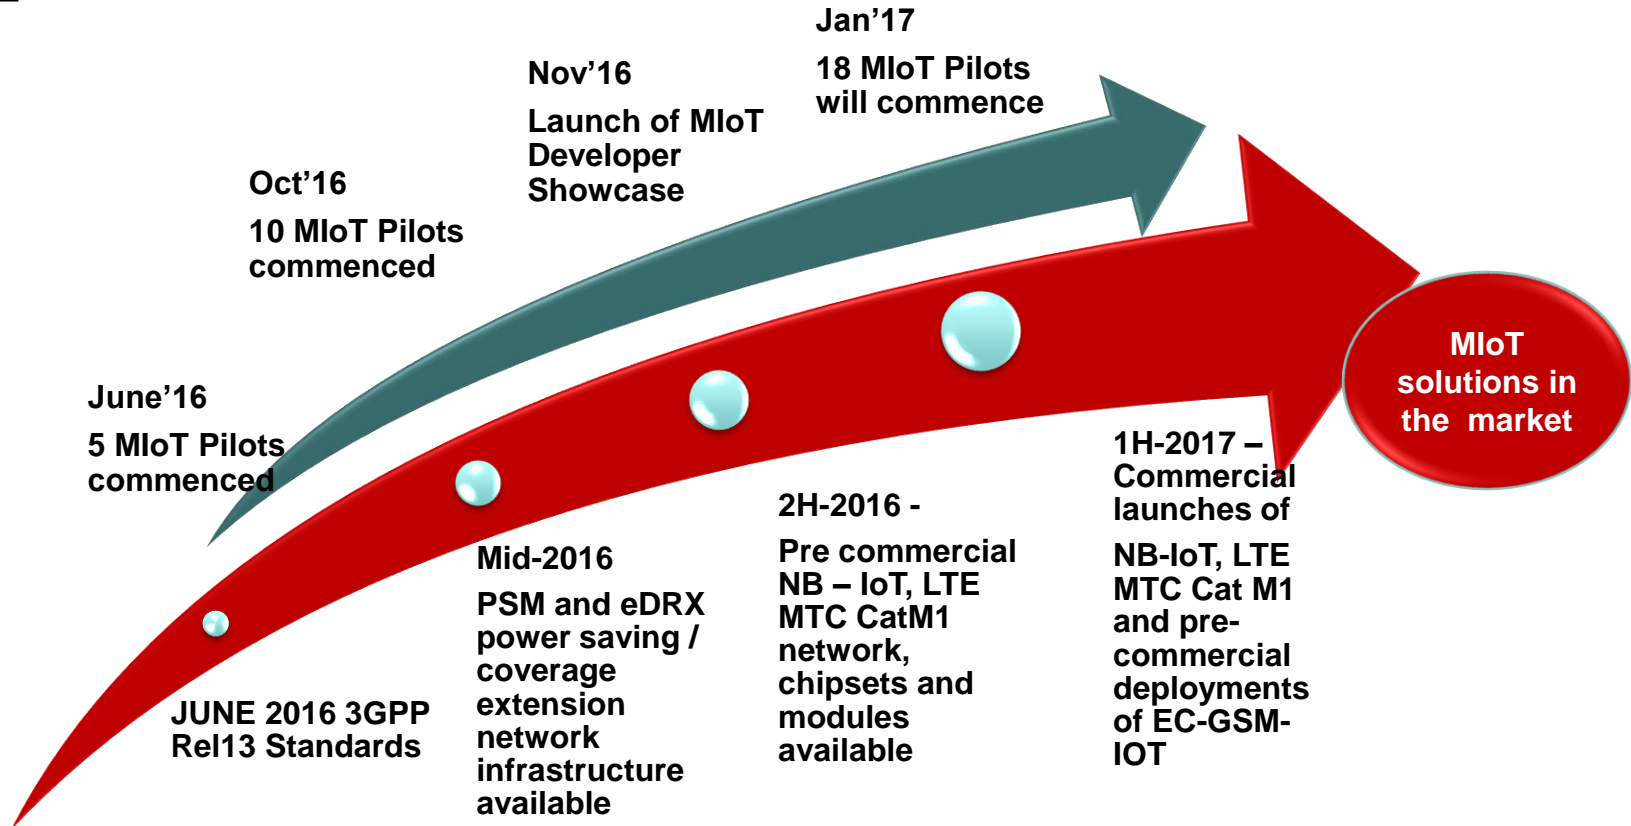 Jan’17
18 MIoT Pilots
will commence
Nov’16
Launch of MIoT
Developer
Showcase
Oct’16
10 MIoT Pilots
commenced
June’16
5 MIoT Pilots
commenced
MIoT
solutions in
the market
JUNE 2016 3GPP
Rel13 Standards
Mid-2016
PSM and eDRX
power saving /
coverage
extension
network
infrastructure
available
2H-2016 -
Pre commercial
NB – IoT, LTE
MTC CatM1
network,
chipsets and
modules
available
1H-2017 –
Commercial
launches of
NB-IoT, LTE
MTC Cat M1
and pre-
commercial
deployments
of EC-GSM-
IOT